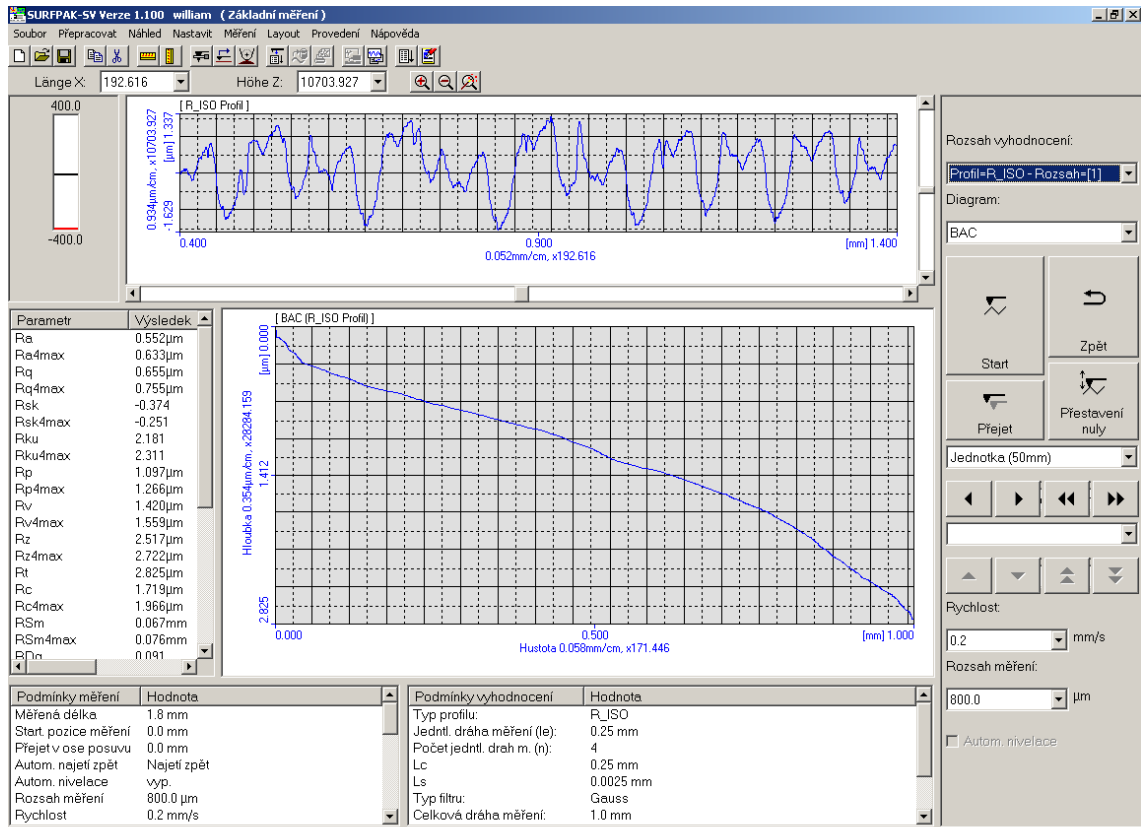 SURFPAK-SV Verze 1.100 william ( Základní měření )
Soubor Přepracovat Náhled Nastavit Měření Layout Provedení Nápověda
Länge X: 192.616 Höhe Z: 10703.927
400.0
-400.0
[ R_ISO Profil ]
0.934µm/cm, x10703.927
-1.629 [µm] 1.337
0.400 0.900 [mm] 1.400
0.052mm/cm, x192.616
Parametr Výsledek
Ra 0.552µm
Ra4max 0.633µm
Rq 0.655µm
Rq4max 0.755µm
Rsk -0.374
Rsk4max -0.251
Rku 2.181
Rku4max 2.311
Rp 1.097µm
Rp4max 1.266µm
Rv 1.420µm
Rv4max 1.559µm
Rz 2.517µm
Rz4max 2.722µm
Rt 2.825µm
Rc 1.719µm
Rc4max 1.966µm
RSm 0.067mm
RSm4max 0.076mm
RDq 0.091
[ BAC (R_ISO Profil) ]
Hloubka 0.354µm/cm, x28284.159
2.825 1.412 [µm] 0.000
0.000 0.500 [mm] 1.000
Hustota 0.058mm/cm, x171.446
Podmínky měření Hodnota
Měřená délka 1.8 mm
Start. pozice měření 0.0 mm
Přejet v ose posuvu 0.0 mm
Autom. najetí zpět Najetí zpět
Autom. nivelace vyp.
Rozsah měření 800.0 µm
Rychlost 0.2 mm/s
Podmínky vyhodnocení Hodnota
Typ profilu: R_ISO
Jedntl. dráha měření (le): 0.25 mm
Počet jedntl. drah m. (n): 4
Lc 0.25 mm
Ls 0.0025 mm
Typ filtru: Gauss
Celková dráha měření: 1.0 mm
Rozsah vyhodnocení:
Profil=R_ISO - Rozsah=[1]
Diagram:
BAC
Start
Zpět
Přejet
Přestavení
nuly
Jednotka (50mm)
Rychlost:
0.2 mm/s
Rozsah měření:
800.0 µm
Autom. nivelace